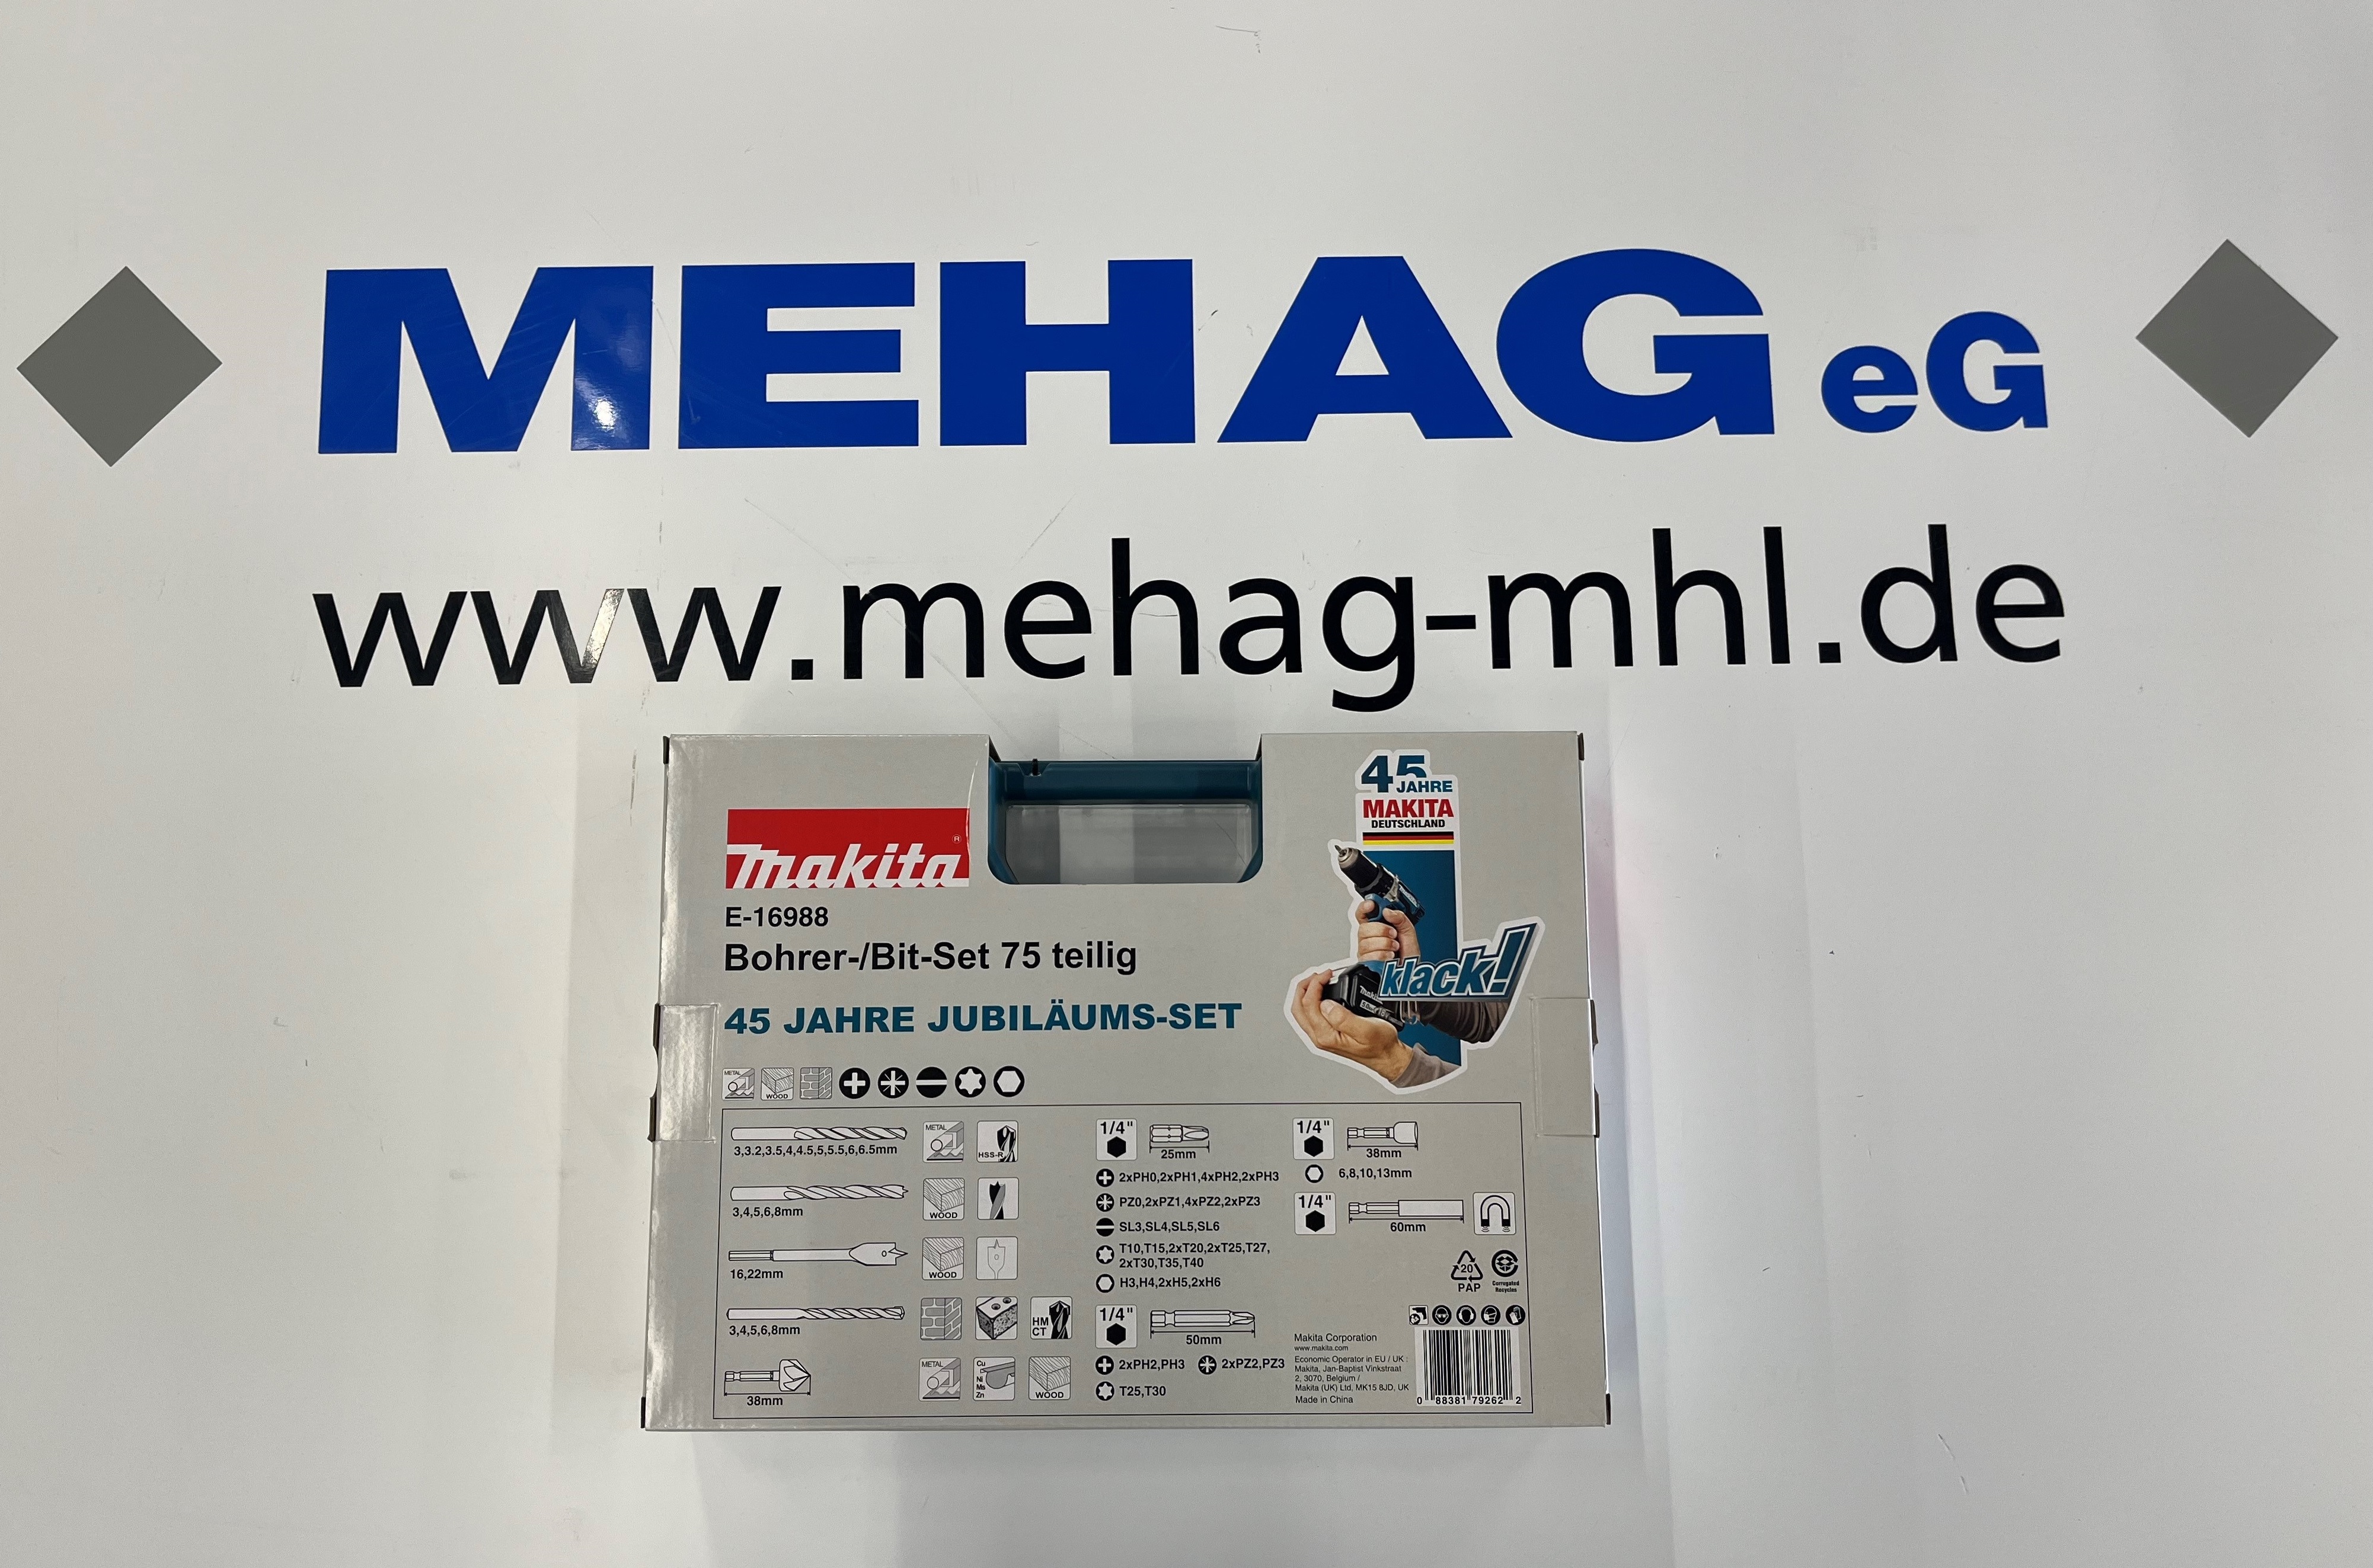 MEHAG eG
www.mehag-mhl.de
makita®
E-16988
Bohrer-/Bit-Set 75 teilig
45 JAHRE JUBILÄUMS-SET
45
JAHRE
MAKITA
DEUTSCHLAND
klack!
METAL
WOOD
3,3.2,3.5,4,4.5,5,5.5,6,6.5mm
METAL
HSS-R
3,4,5,6,8mm
WOOD
16,22mm
WOOD
3,4,5,6,8mm
HM
CT
38mm
METAL
Cu
Ni
Ms
Zn
WOOD
1/4"
25mm
2xPH0,2xPH1,4xPH2,2xPH3
PZ0,2xPZ1,4xPZ2,2xPZ3
SL3,SL4,SL5,SL6
T10,T15,2xT20,2xT25,T27,
2xT30,T35,T40
H3,H4,2xH5,2xH6
1/4"
50mm
2xPH2,PH3
2xPZ2,PZ3
T25,T30
1/4"
38mm
6,8,10,13mm
1/4"
60mm
20
PAP
Corrugated
Recycles
Makita Corporation
www.makita.com
Economic Operator in EU / UK :
Makita, Jan-Baptist Vinkstraat
2, 3070, Belgium /
Makita (UK) Ltd, MK15 8JD, UK
Made in China
0 88381 79262 2